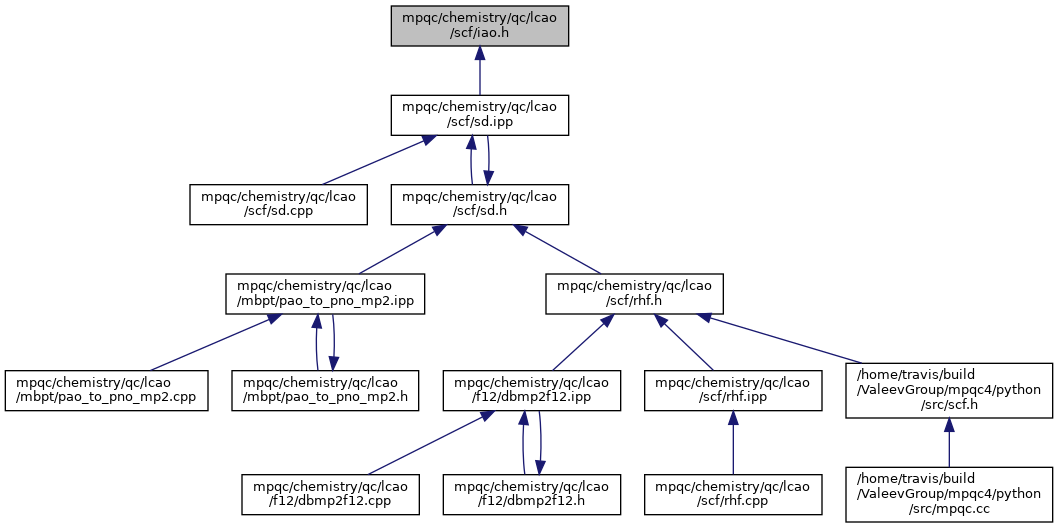 mpqc/chemistry/qc/lcao
/scf/iao.h
mpqc/chemistry/qc/lcao
/scf/sd.ipp
mpqc/chemistry/qc/lcao
/scf/sd.cpp
mpqc/chemistry/qc/lcao
/scf/sd.h
mpqc/chemistry/qc/lcao
/mbpt/pao_to_pno_mp2.ipp
mpqc/chemistry/qc/lcao
/scf/rhf.h
mpqc/chemistry/qc/lcao
/mbpt/pao_to_pno_mp2.cpp
mpqc/chemistry/qc/lcao
/mbpt/pao_to_pno_mp2.h
mpqc/chemistry/qc/lcao
/f12/dbmp2f12.ipp
mpqc/chemistry/qc/lcao
/scf/rhf.ipp
/home/travis/build
/ValeevGroup/mpqc4/python
/src/scf.h
mpqc/chemistry/qc/lcao
/f12/dbmp2f12.cpp
mpqc/chemistry/qc/lcao
/f12/dbmp2f12.h
mpqc/chemistry/qc/lcao
/scf/rhf.cpp
/home/travis/build
/ValeevGroup/mpqc4/python
/src/mpqc.cc